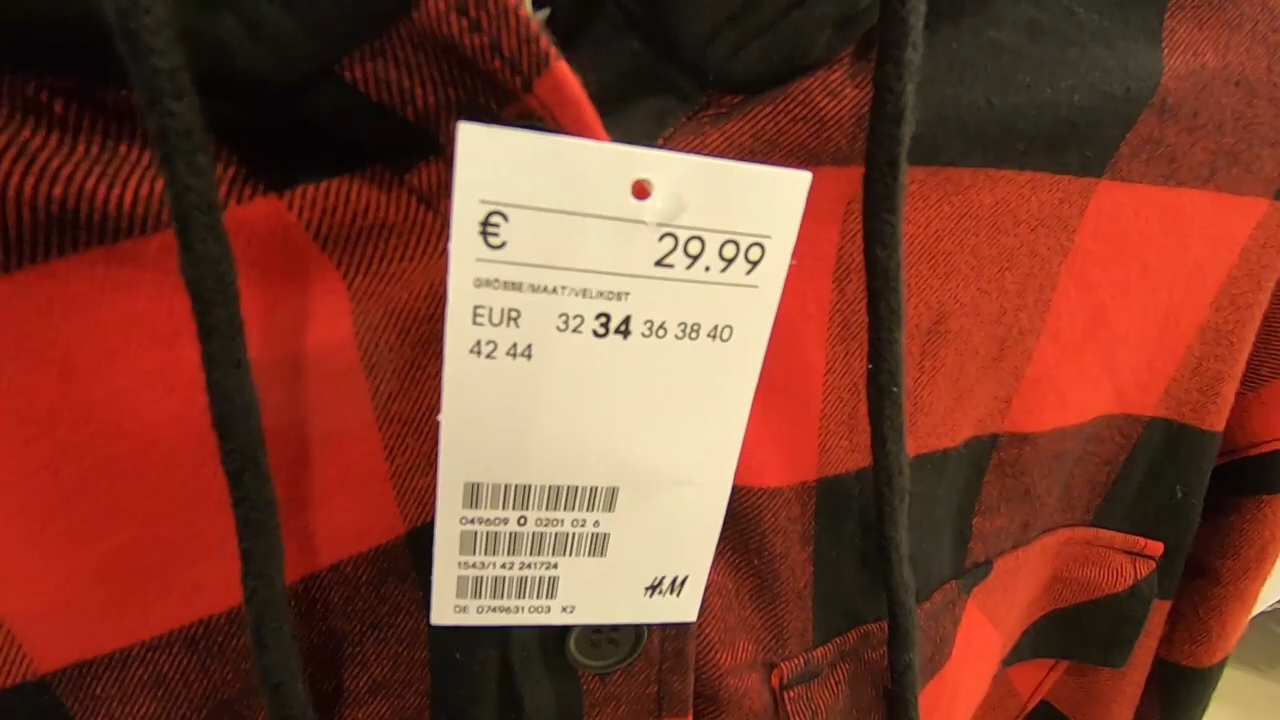 € 29.99
GRÖSSE/MAAT/VELIKOST
EUR 32 34 36 38 40
42 44
049609 0 0201 02 6
1543/1 42 241724
H&M
DE 0749631 003 X2